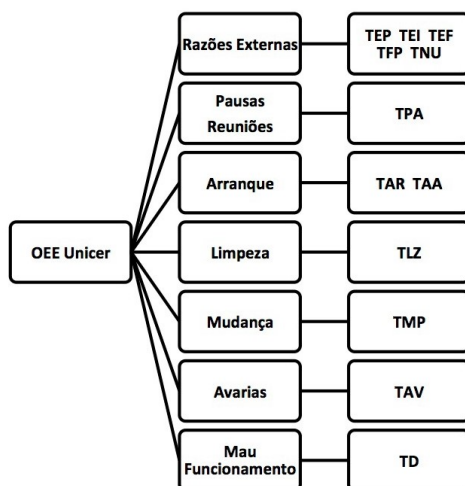 OEE Unicer
Razões Externas
TEP TEI TEF
TFP TNU
Pausas
Reuniões
TPA
Arranque
TAR TAA
Limpeza
TLZ
Mudança
TMP
Avarias
TAV
Mau
Funcionamento
TD